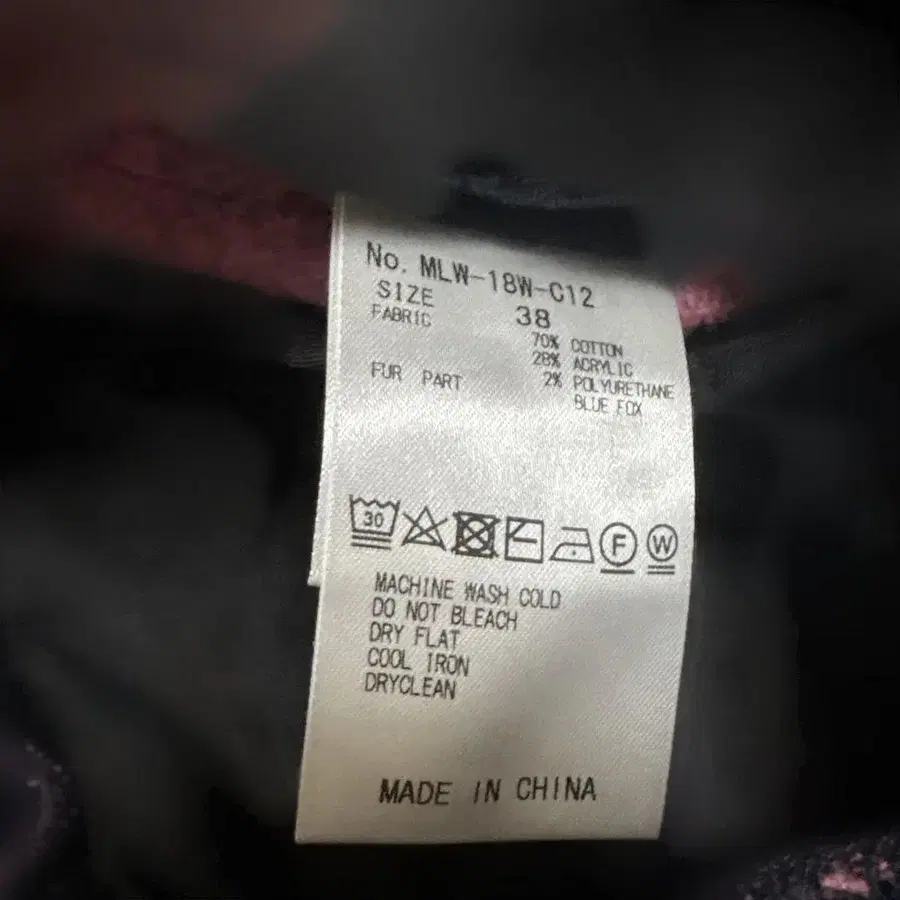 No. MLW-18W-C12
SIZE 38
FABRIC 70% COTTON
28% ACRYLIC
2% POLYURETHANE
FUR PART BLUE FOX
30
F W
MACHINE WASH COLD
DO NOT BLEACH
DRY FLAT
COOL IRON
DRYCLEAN
MADE IN CHINA